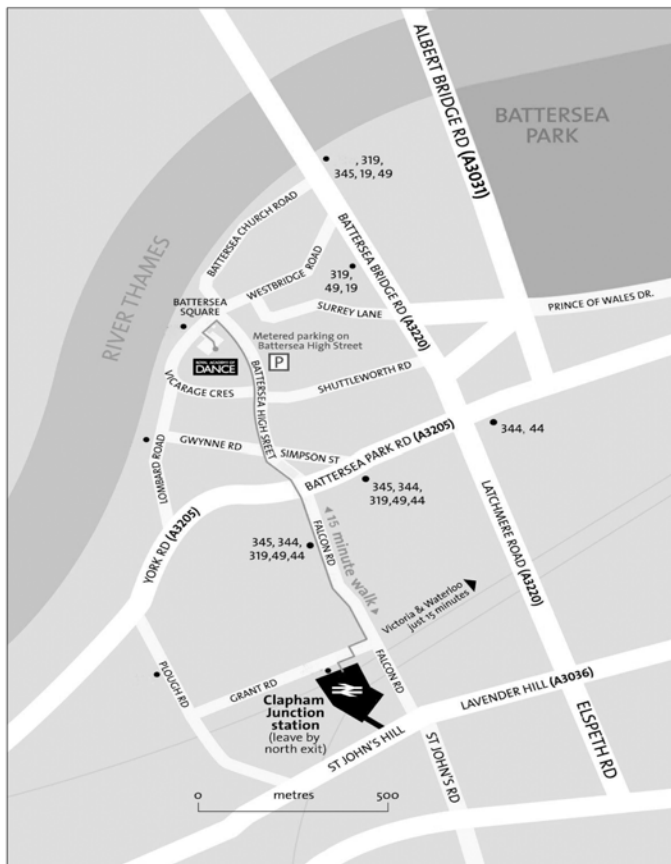 ALBERT BRIDGE RD (A3031)
BATTERSEA
PARK
, 319,
345, 19, 49
BATTERSEA CHURCH ROAD
RIVER THAMES
WESTBRIDGE ROAD
BATTERSEA BRIDGE RD (A3220)
319,
49, 19
BATTERSEA
SQUARE
SURREY LANE
PRINCE OF WALES DR.
Metered parking on
Battersea High Street
P
ROYAL ACADEMY OF
DANCE
VICARAGE CRES
BATTERSEA HIGH SREET
SHUTTLEWORTH RD
GWYNNE RD
SIMPSON ST
BATTERSEA PARK RD (A3205)
344, 44
LOMBARD ROAD
345, 344,
319,49,44
YORK RD (A3205)
LATCHMERE ROAD (A3220)
345, 344,
319,49,44
FALCON RD
15 minute walk
Victoria & Waterloo
just 15 minutes
PLOUGH RD
GRANT RD
FALCON RD
LAVENDER HILL (A3036)
Clapham
Junction
station
(leave by
north exit)
ST JOHN'S HILL
ST JOHN'S RD
ELSPETH RD
0 metres 500